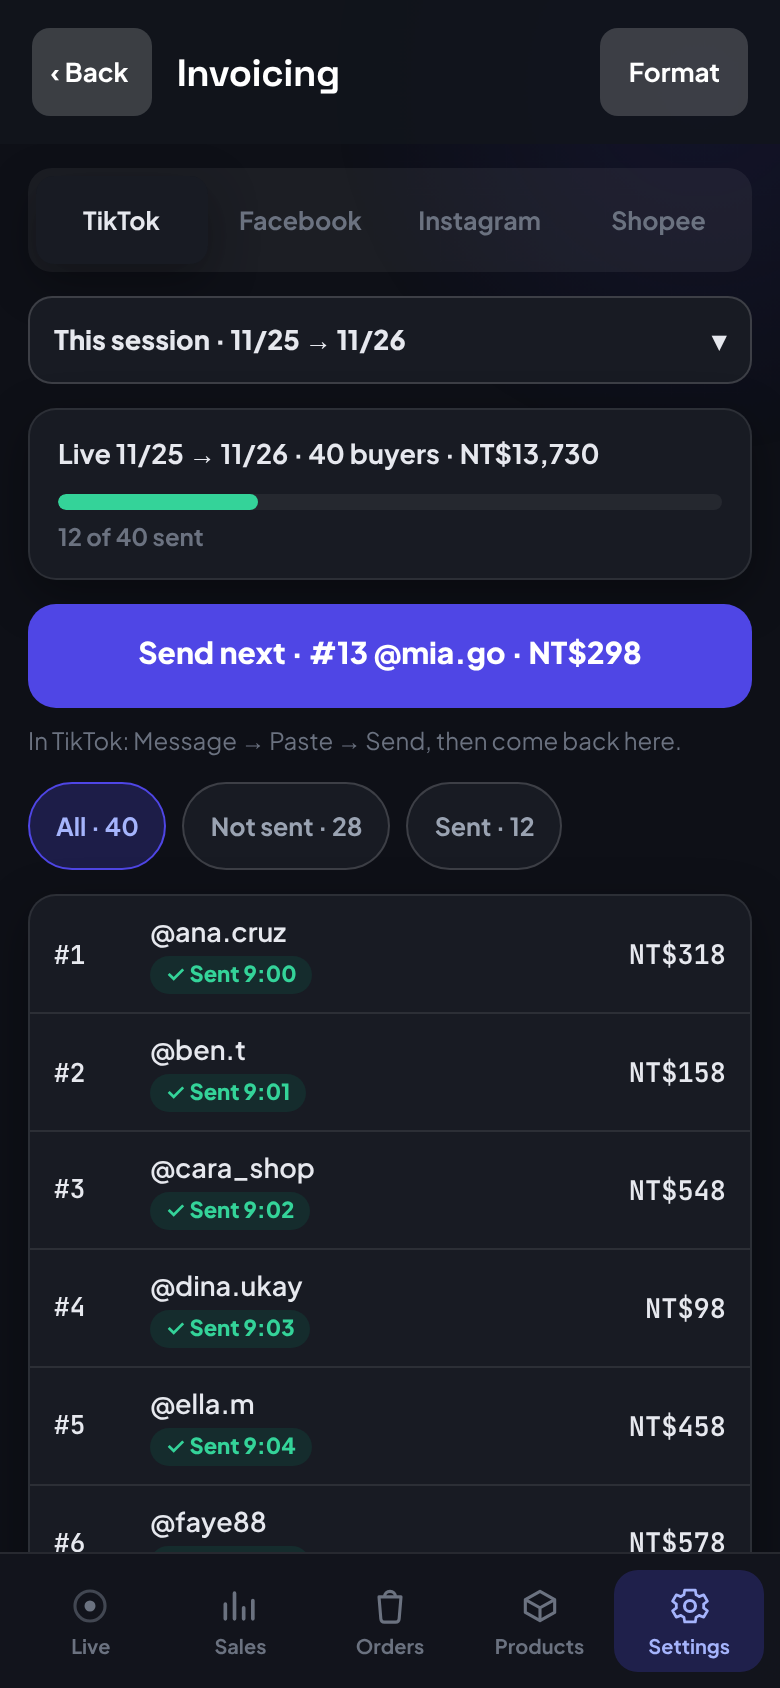 ‹ Back
Invoicing
Format
TikTok
Facebook
Instagram
Shopee
This session · 11/25 → 11/26
▼
Live 11/25 → 11/26 · 40 buyers · NT$13,730
12 of 40 sent
Send next · #13 @mia.go · NT$298
In TikTok: Message → Paste → Send, then come back here.
All · 40
Not sent · 28
Sent · 12
#1
@ana.cruz
✓ Sent 9:00
NT$318
#2
@ben.t
✓ Sent 9:01
NT$158
#3
@cara_shop
✓ Sent 9:02
NT$548
#4
@dina.ukay
✓ Sent 9:03
NT$98
#5
@ella.m
✓ Sent 9:04
NT$458
#6
@faye88
NT$578
Live
Sales
Orders
Products
Settings